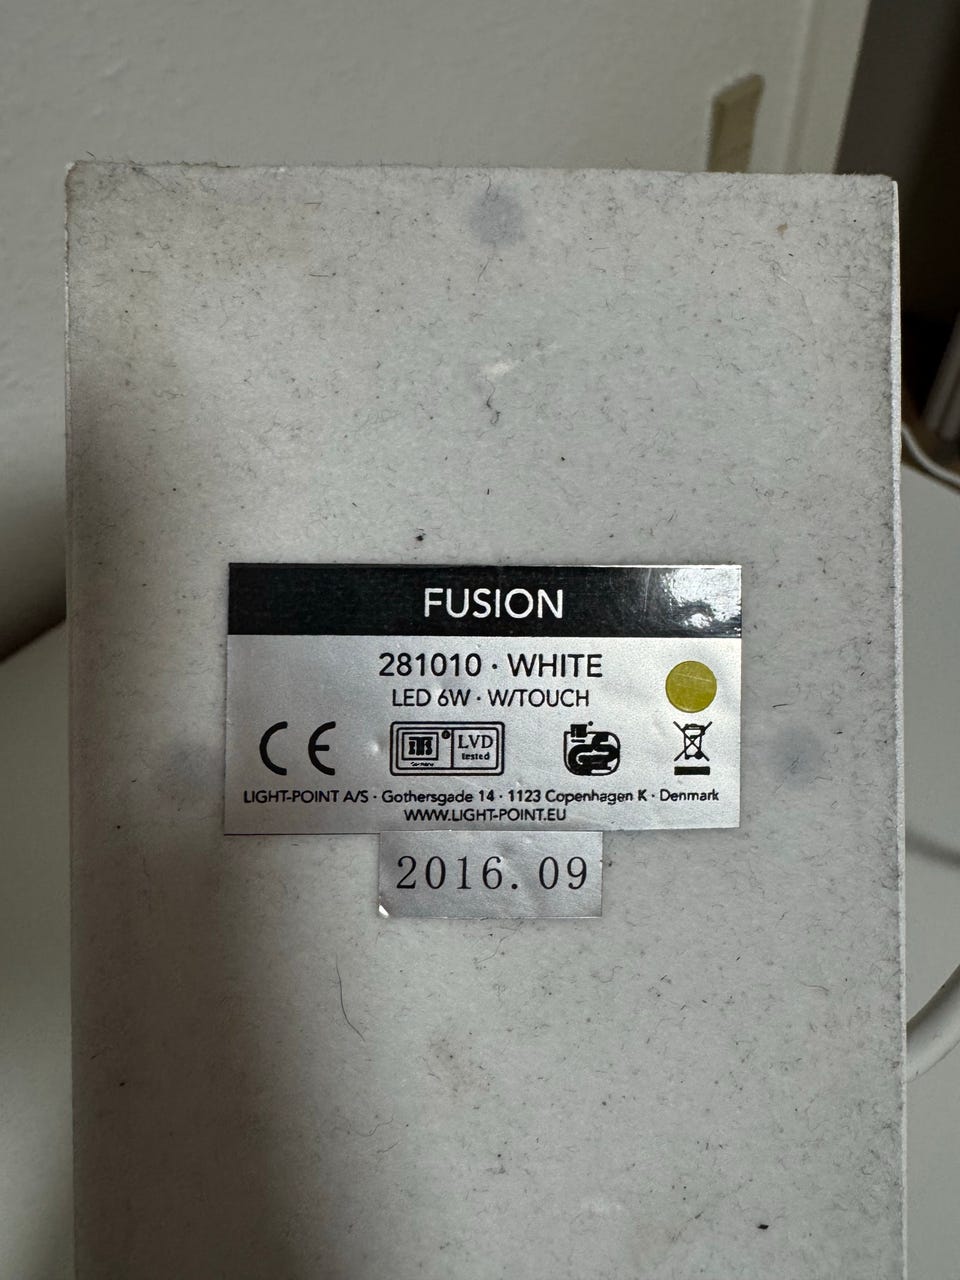 FUSION
281010 · WHITE
LED 6W · W/TOUCH
CE
LVD
tested
GS
LIGHT-POINT A/S · Gothersgade 14 · 1123 Copenhagen K · Denmark
WWW.LIGHT-POINT.EU
2016. 09